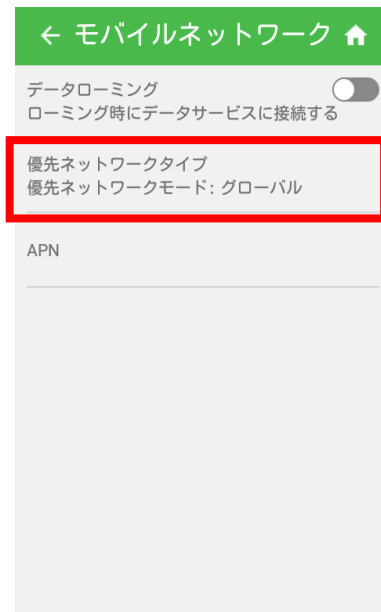 モバイルネットワーク
データローミング
ローミング時にデータサービスに接続する
優先ネットワークタイプ
優先ネットワークモード: グローバル
APN